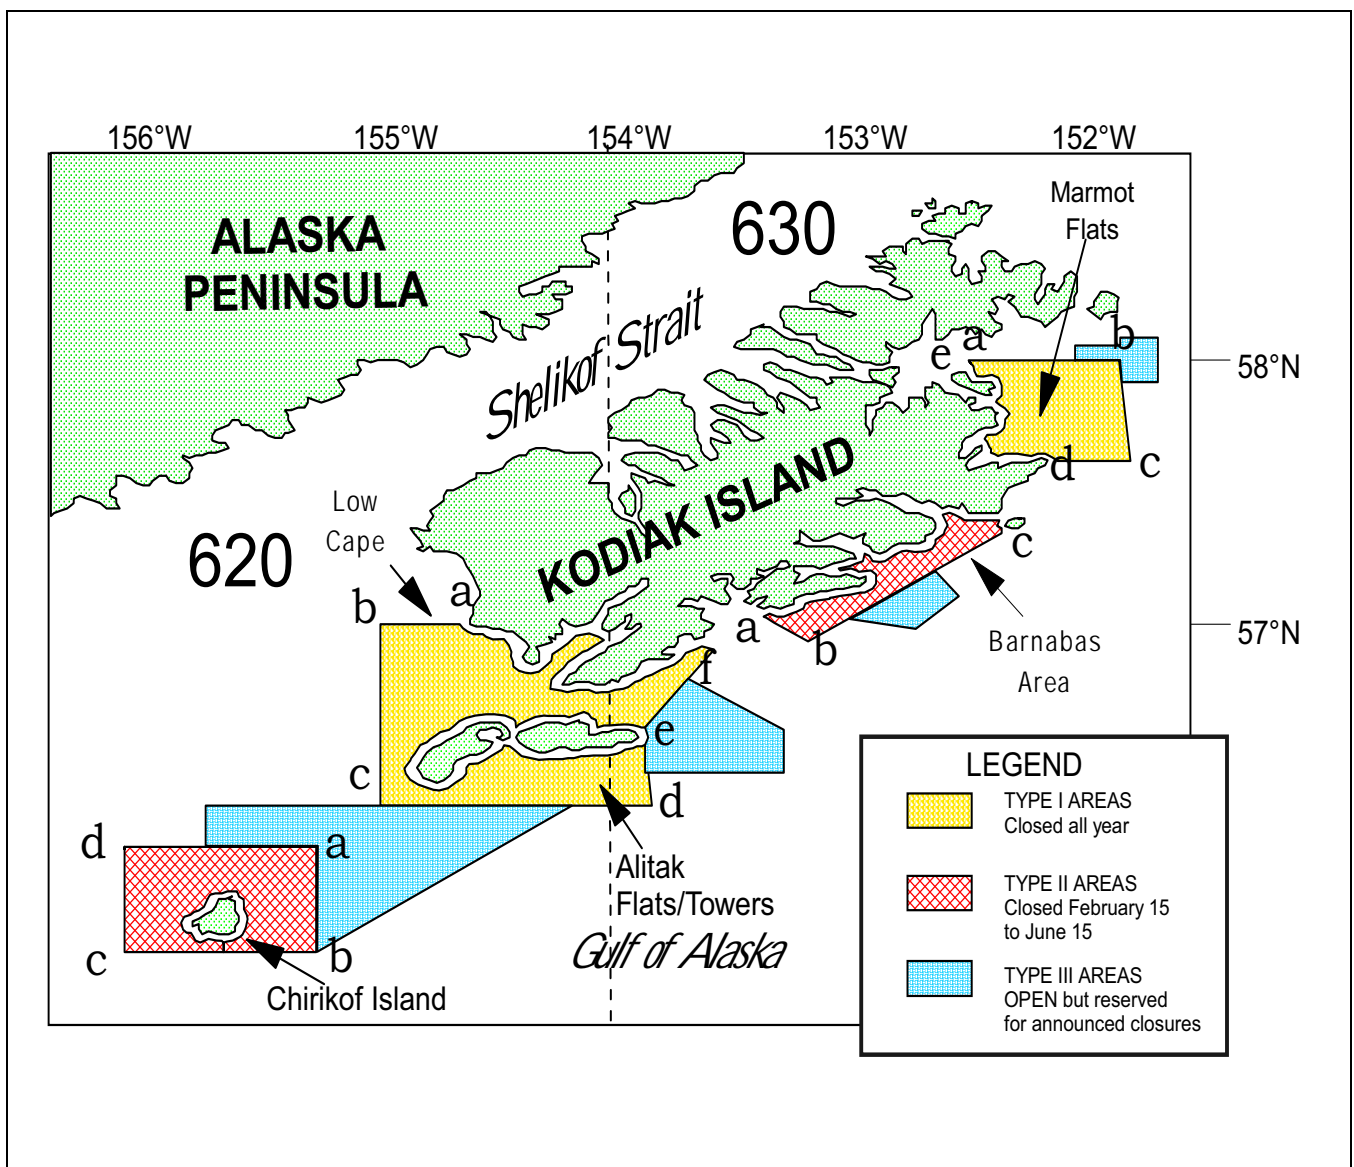 156°W 155°W 154°W 153°W 152°W
Marmot
Flats
630
ALASKA
PENINSULA
Shelikof Strait
b
a
e
58°N
d
c
KODIAK ISLAND
Low
Cape
620
c
a
b
a
b
57°N
Barnabas
Area
f
e
c
d
LEGEND
TYPE I AREAS
Closed all year
TYPE II AREAS
Closed February 15
to June 15
TYPE III AREAS
OPEN but reserved
for announced closures
d
a
Alitak
Flats/Towers
Gulf of Alaska
c
b
Chirikof Island